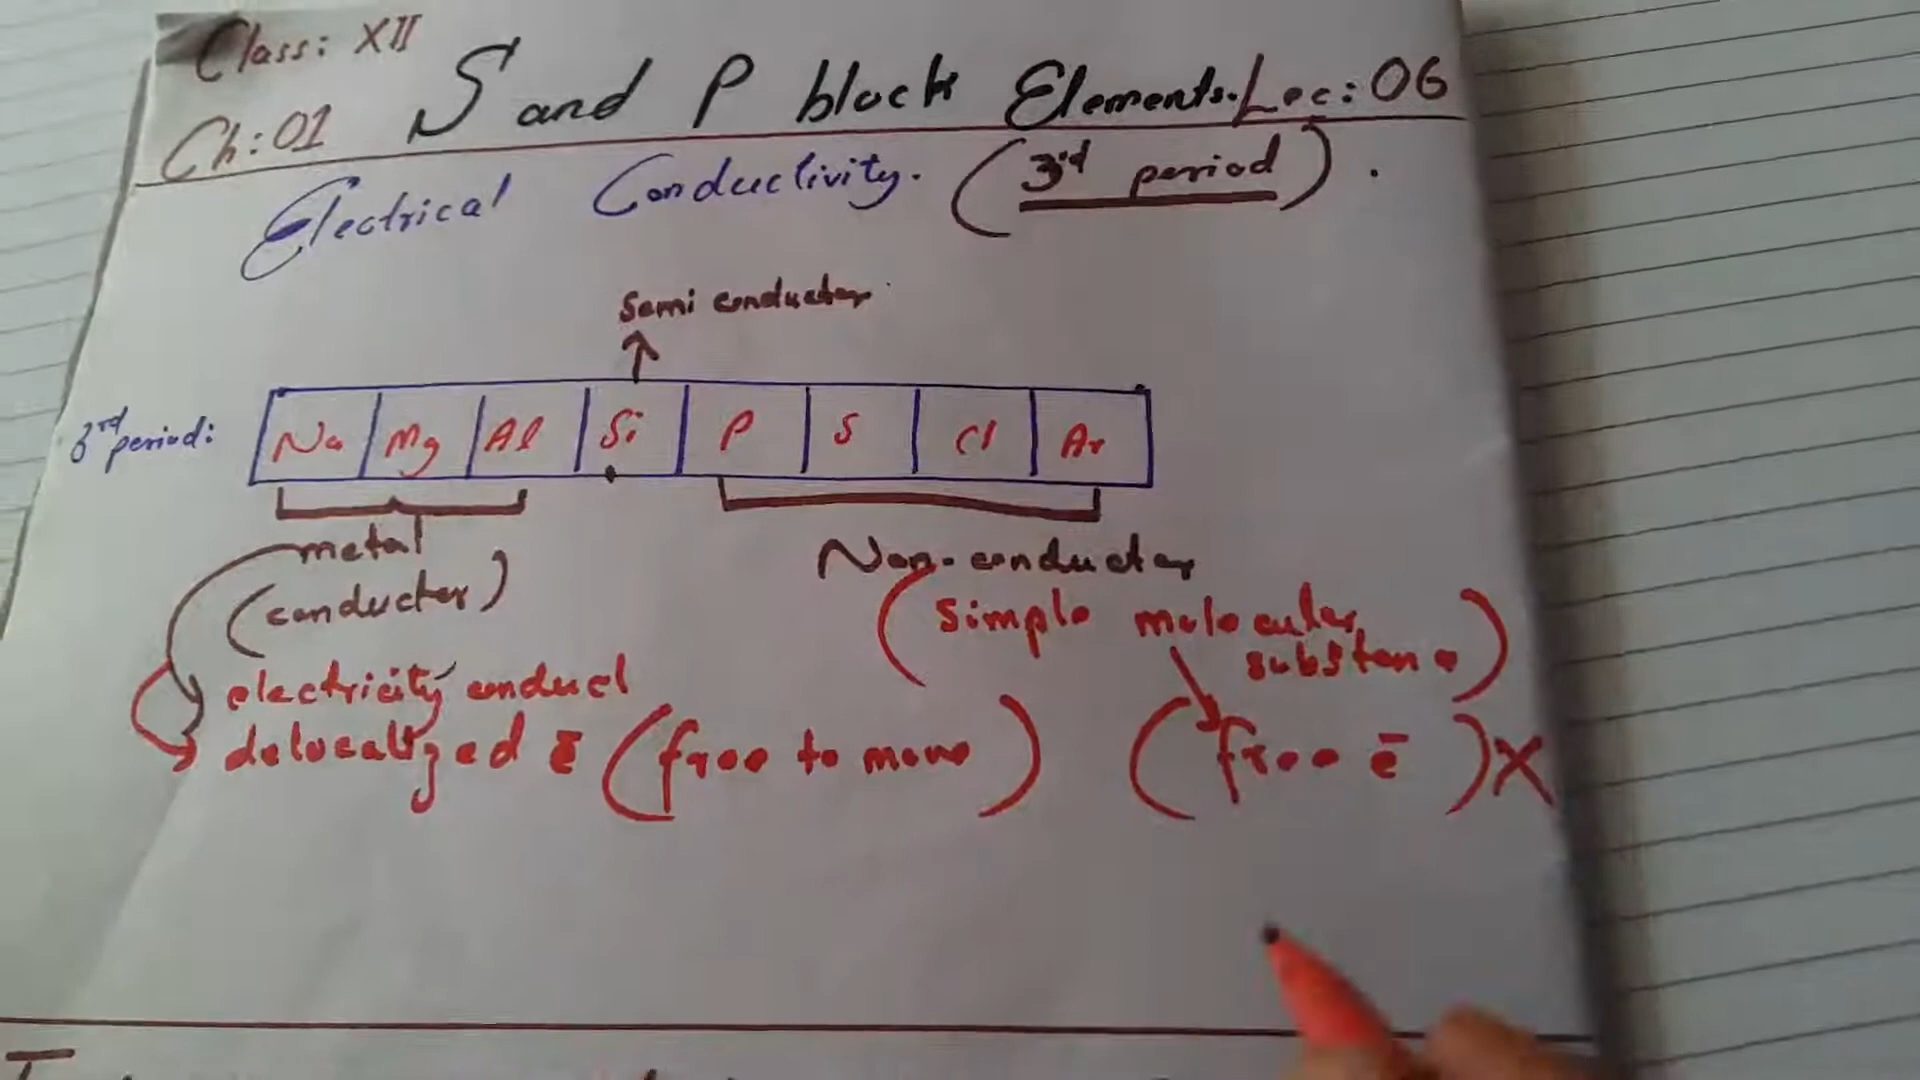 Class: XII
Ch: 01 S and P block Elements. Lec: 06
Electrical Conductivity. (3rd period).
Semi conductor
3rd period: Na Mg Al Si P S Cl Ar
metal
(conductor)
Non-conductor
(Simple molecular
substance)
electricity conduct
delocalized e⁻ (free to move)
(free e⁻) X